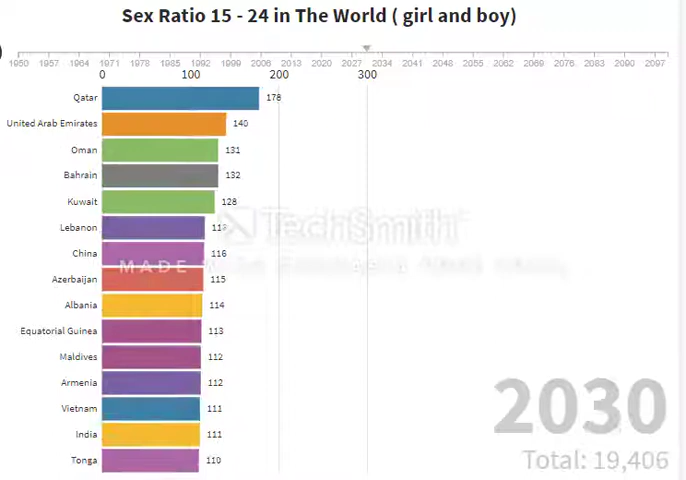 Sex Ratio 15 - 24 in The World ( girl and boy)
1950 1957 1964 1971 1978 1985 1992 1999 2006 2013 2020 2027 2034 2041 2048 2055 2062 2069 2076 2083 2090 2097
0 100 200 300
Qatar 178
United Arab Emirates 140
Oman 131
Bahrain 132
Kuwait 128
Lebanon
TechSmith
China 116
MADE
Azerbaijan 115
Albania 114
Equatorial Guinea 113
Maldives 112
Armenia 112
Vietnam 111
India 111
Tonga 110
2030
Total: 19,406